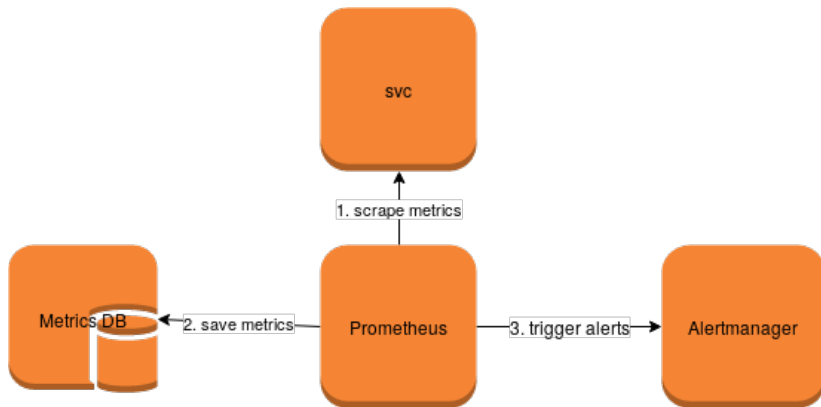 svc
1. scrape metrics
Metrics DB
2. save metrics
Prometheus
3. trigger alerts
Alertmanager